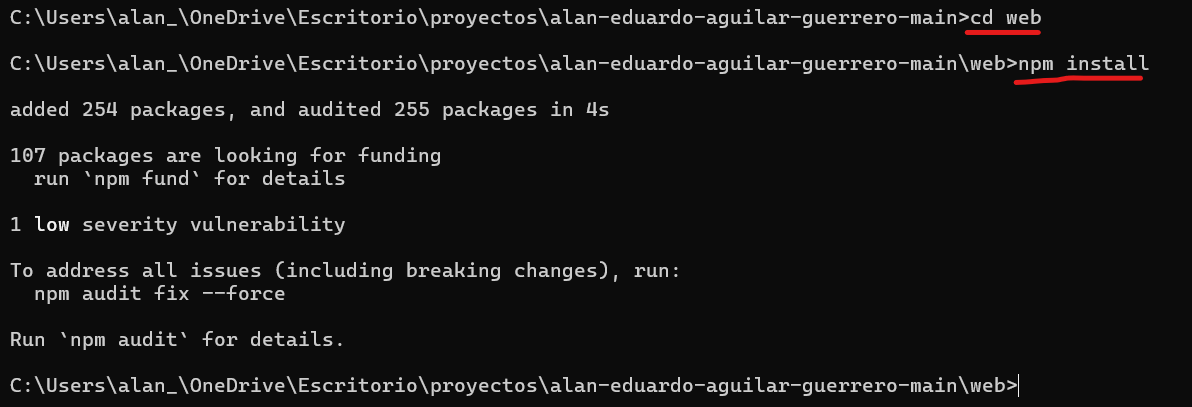 C:\Users\alan_\OneDrive\Escritorio\proyectos\alan-eduardo-aguilar-guerrero-main>cd web
C:\Users\alan_\OneDrive\Escritorio\proyectos\alan-eduardo-aguilar-guerrero-main\web>npm install
added 254 packages, and audited 255 packages in 4s
107 packages are looking for funding
  run `npm fund` for details
1 low severity vulnerability
To address all issues (including breaking changes), run:
  npm audit fix --force
Run `npm audit` for details.
C:\Users\alan_\OneDrive\Escritorio\proyectos\alan-eduardo-aguilar-guerrero-main\web>